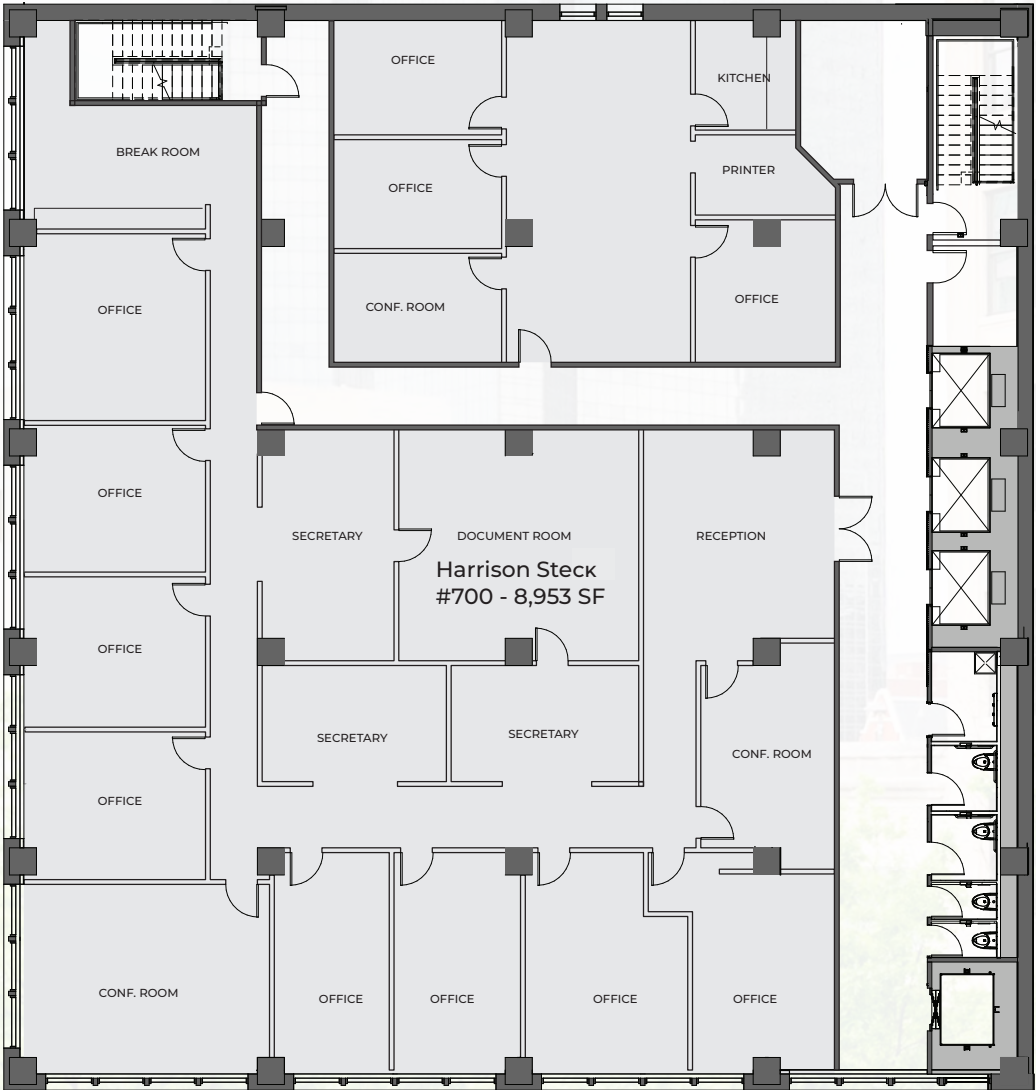 OFFICE
KITCHEN
BREAK ROOM
PRINTER
OFFICE
OFFICE
CONF. ROOM
OFFICE
OFFICE
OFFICE
SECRETARY
DOCUMENT ROOM
RECEPTION
Harrison Steck
#700 - 8,953 SF
OFFICE
SECRETARY
SECRETARY
CONF. ROOM
OFFICE
CONF. ROOM
OFFICE
OFFICE
OFFICE
OFFICE